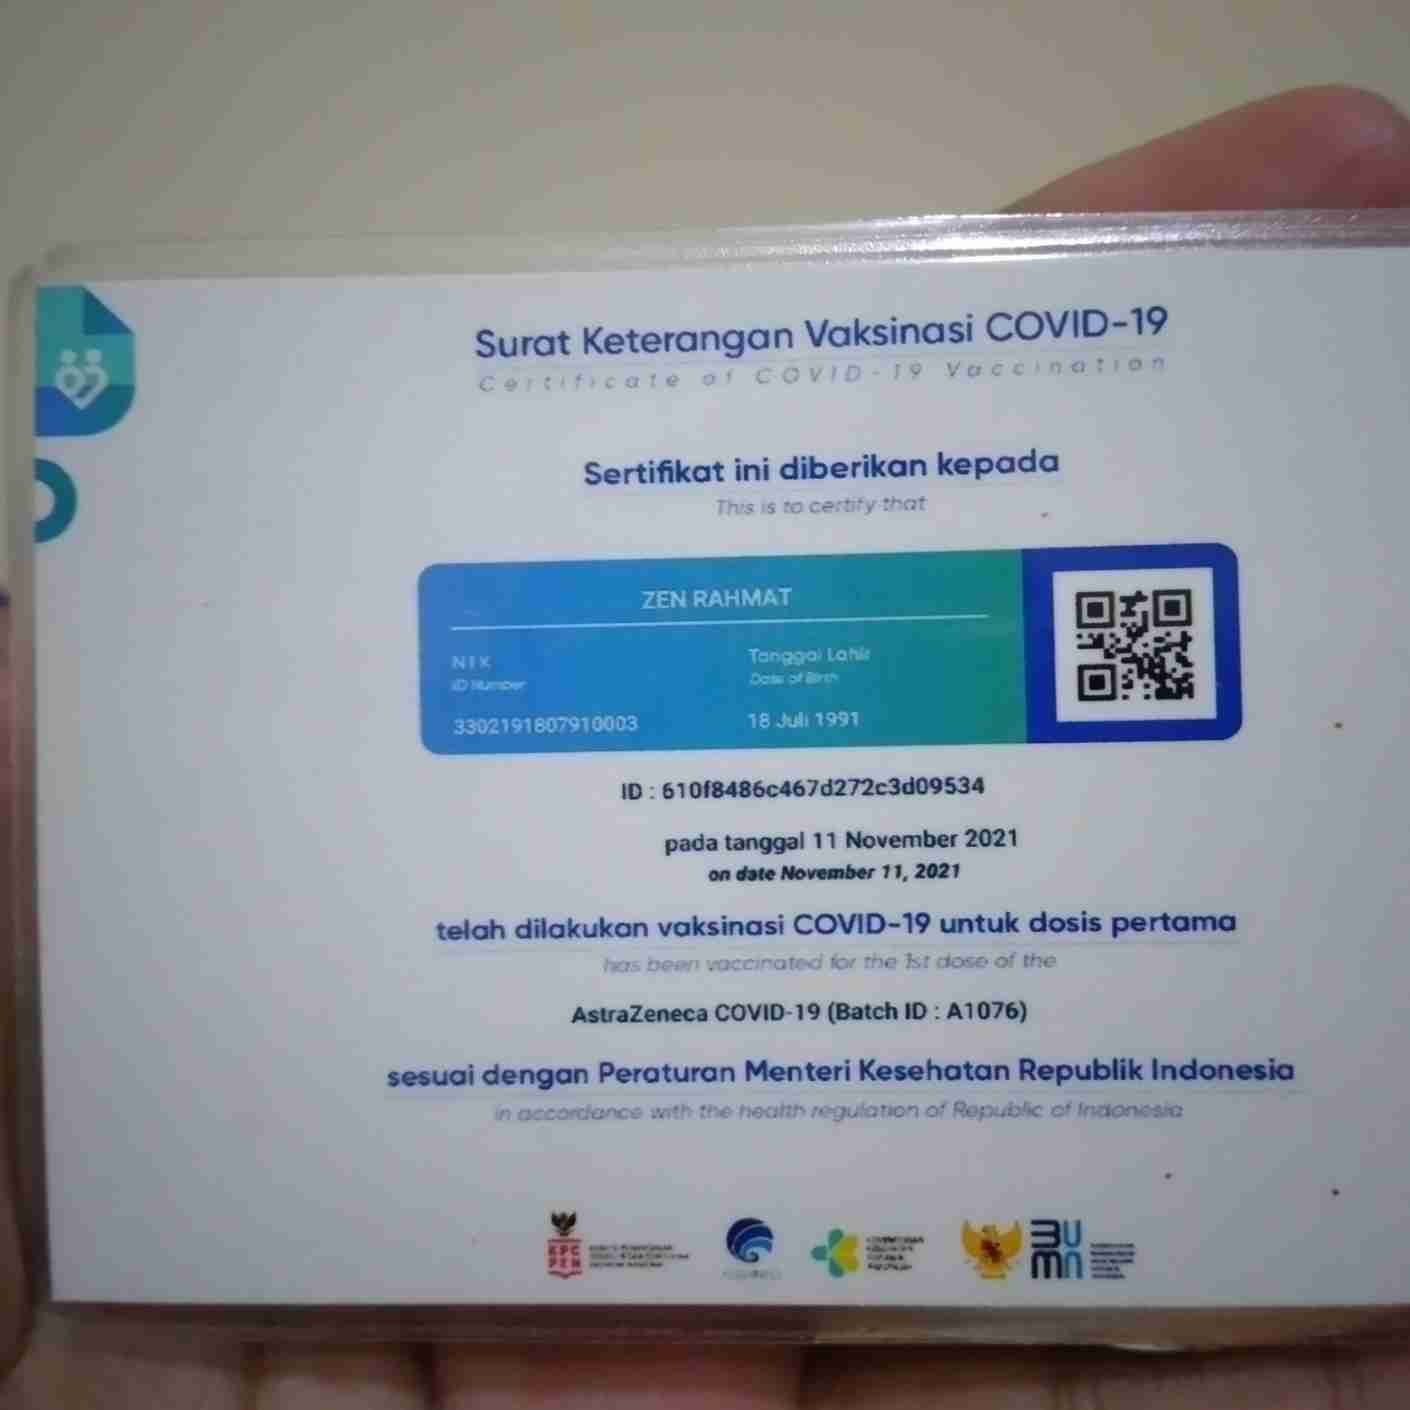 Surat Keterangan Vaksinasi COVID-19
Certificate of COVID-19 Vaccination
Sertifikat ini diberikan kepada
This is to certify that
ZEN RAHMAT
NIK
ID Number
3302191807910003
Tanggal Lahir
Date of Birth
18 Juli 1991
ID : 610f8486c467d272c3d09534
pada tanggal 11 November 2021
on date November 11, 2021
telah dilakukan vaksinasi COVID-19 untuk dosis pertama
has been vaccinated for the 1st dose of the
AstraZeneca COVID-19 (Batch ID : A1076)
sesuai dengan Peraturan Menteri Kesehatan Republik Indonesia
in accordance with the health regulation of Republic of Indonesia
KPC
PEN
BUMN